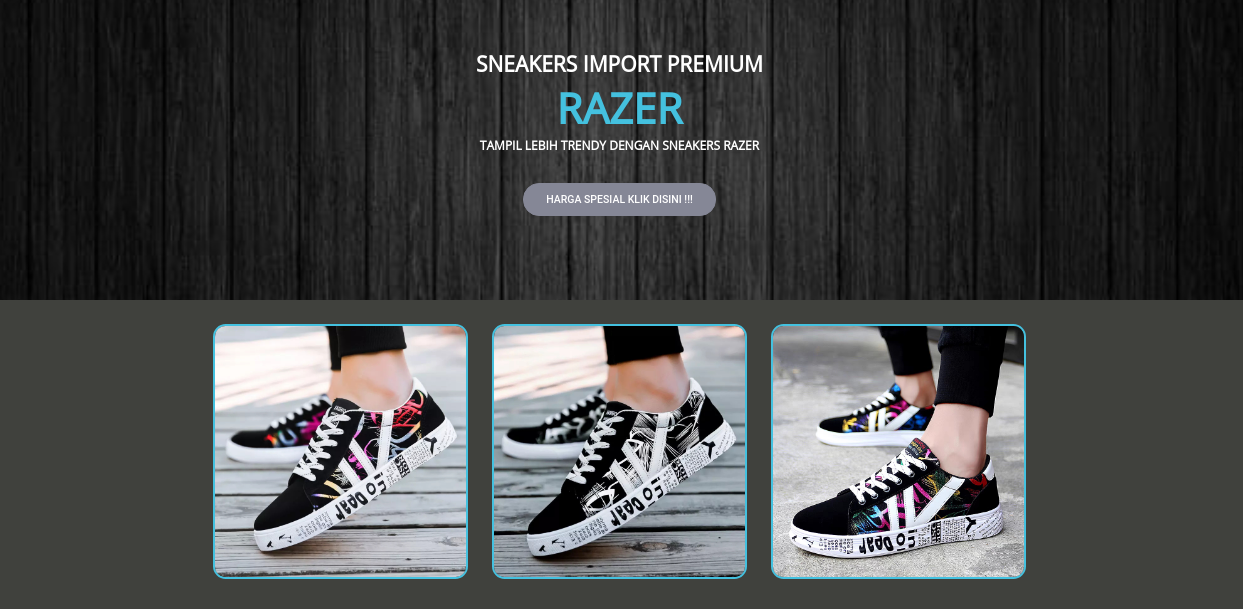 SNEAKERS IMPORT PREMIUM
RAZER
TAMPIL LEBIH TRENDY DENGAN SNEAKERS RAZER
HARGA SPESIAL KLIK DISINI !!!